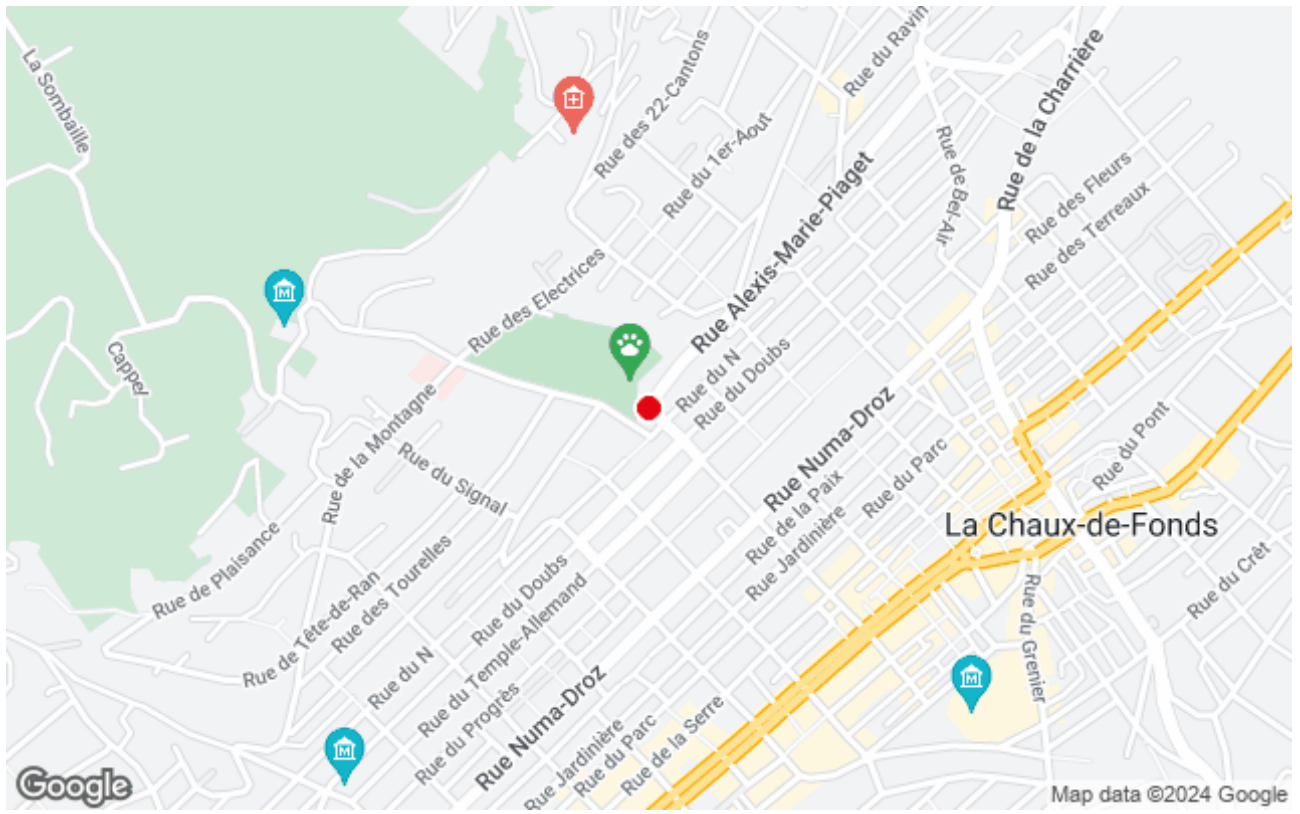 La Sombaille
Rue des 22-Cantons
Rue du Ravin
Rue de la Charrière
Rue du 1er-Aout
Rue Alexis-Marie-Piaget
Rue de Bel-Air
Rue des Fleurs
Rue des Terreaux
Rue des Electrices
Cappel
Rue du N
Rue du Doubs
Rue de la Montagne
Rue du Signal
Rue Numa-Droz
Rue de la Paix
Rue du Parc
Rue Jardinière
Rue du Pont
La Chaux-de-Fonds
Rue de Plaisance
Rue de Tête-de-Ran
Rue des Tourelles
Rue du Doubs
Rue du Temple-Allemand
Rue du N
Rue du Progrès
Rue Numa-Droz
Rue du Crêt
Rue du Grenier
Rue Jardinière
Rue du Parc
Rue de la Serre
M
M
M
Google
Map data ©2024 Google